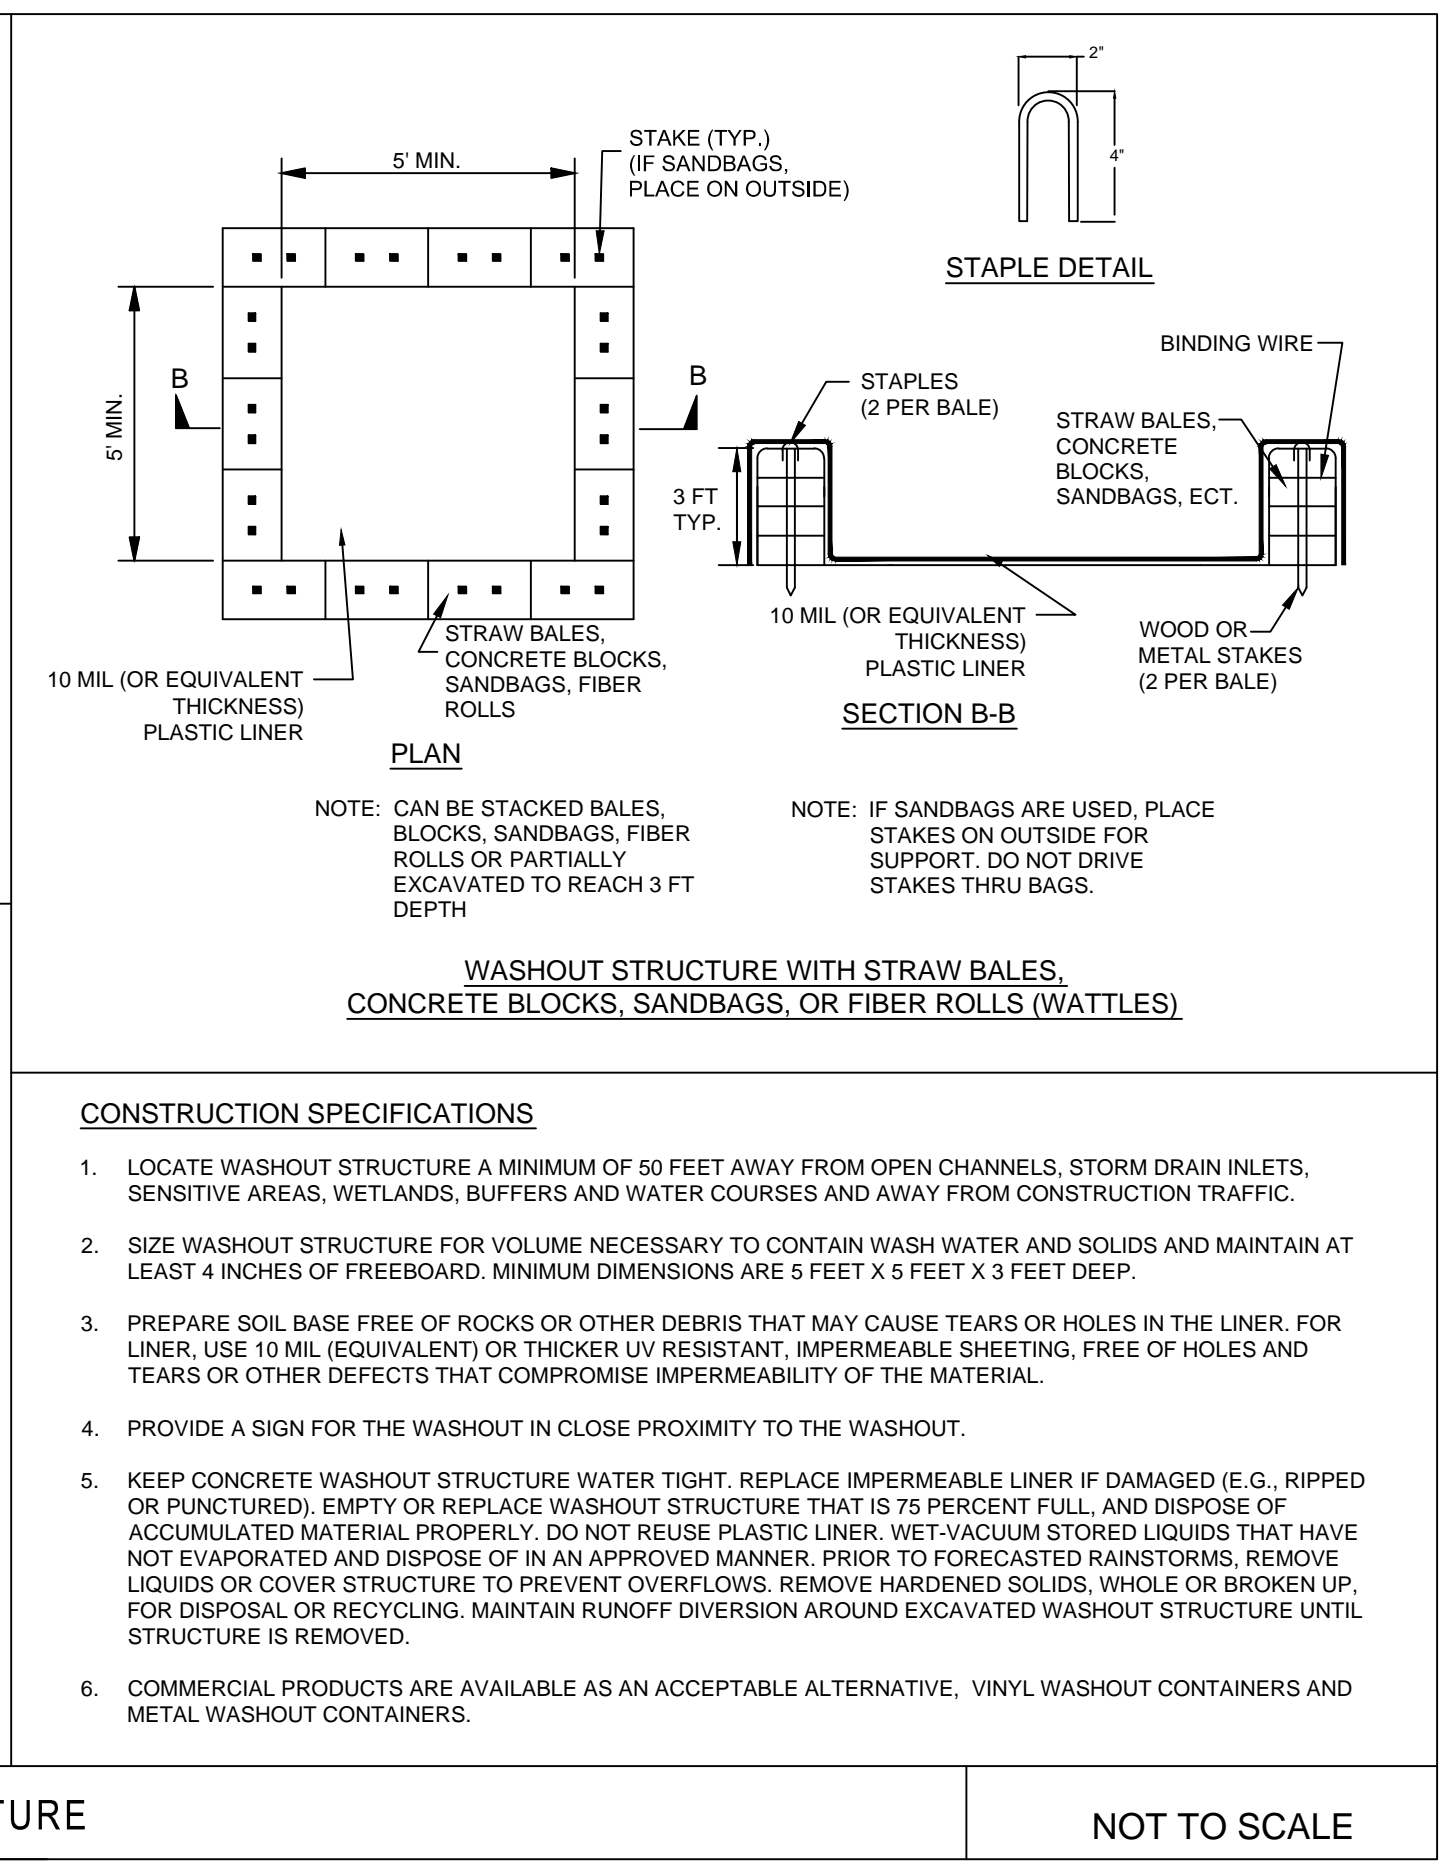 2"
4"
STAPLE DETAIL
5' MIN.
STAKE (TYP.)
(IF SANDBAGS,
PLACE ON OUTSIDE)
5' MIN.
B
B
STRAW BALES,
CONCRETE BLOCKS,
SANDBAGS, FIBER
ROLLS
10 MIL (OR EQUIVALENT
THICKNESS)
PLASTIC LINER
PLAN
NOTE: CAN BE STACKED BALES,
BLOCKS, SANDBAGS, FIBER
ROLLS OR PARTIALLY
EXCAVATED TO REACH 3 FT
DEPTH
BINDING WIRE
STAPLES
(2 PER BALE)
STRAW BALES,
CONCRETE
BLOCKS,
SANDBAGS, ECT.
3 FT
TYP.
10 MIL (OR EQUIVALENT
THICKNESS)
PLASTIC LINER
WOOD OR
METAL STAKES
(2 PER BALE)
SECTION B-B
NOTE: IF SANDBAGS ARE USED, PLACE
STAKES ON OUTSIDE FOR
SUPPORT. DO NOT DRIVE
STAKES THRU BAGS.
WASHOUT STRUCTURE WITH STRAW BALES,
CONCRETE BLOCKS, SANDBAGS, OR FIBER ROLLS (WATTLES)
CONSTRUCTION SPECIFICATIONS
1. LOCATE WASHOUT STRUCTURE A MINIMUM OF 50 FEET AWAY FROM OPEN CHANNELS, STORM DRAIN INLETS,
SENSITIVE AREAS, WETLANDS, BUFFERS AND WATER COURSES AND AWAY FROM CONSTRUCTION TRAFFIC.
2. SIZE WASHOUT STRUCTURE FOR VOLUME NECESSARY TO CONTAIN WASH WATER AND SOLIDS AND MAINTAIN AT
LEAST 4 INCHES OF FREEBOARD. MINIMUM DIMENSIONS ARE 5 FEET X 5 FEET X 3 FEET DEEP.
3. PREPARE SOIL BASE FREE OF ROCKS OR OTHER DEBRIS THAT MAY CAUSE TEARS OR HOLES IN THE LINER. FOR
LINER, USE 10 MIL (EQUIVALENT) OR THICKER UV RESISTANT, IMPERMEABLE SHEETING, FREE OF HOLES AND
TEARS OR OTHER DEFECTS THAT COMPROMISE IMPERMEABILITY OF THE MATERIAL.
4. PROVIDE A SIGN FOR THE WASHOUT IN CLOSE PROXIMITY TO THE WASHOUT.
5. KEEP CONCRETE WASHOUT STRUCTURE WATER TIGHT. REPLACE IMPERMEABLE LINER IF DAMAGED (E.G., RIPPED
OR PUNCTURED). EMPTY OR REPLACE WASHOUT STRUCTURE THAT IS 75 PERCENT FULL, AND DISPOSE OF
ACCUMULATED MATERIAL PROPERLY. DO NOT REUSE PLASTIC LINER. WET-VACUUM STORED LIQUIDS THAT HAVE
NOT EVAPORATED AND DISPOSE OF IN AN APPROVED MANNER. PRIOR TO FORECASTED RAINSTORMS, REMOVE
LIQUIDS OR COVER STRUCTURE TO PREVENT OVERFLOWS. REMOVE HARDENED SOLIDS, WHOLE OR BROKEN UP,
FOR DISPOSAL OR RECYCLING. MAINTAIN RUNOFF DIVERSION AROUND EXCAVATED WASHOUT STRUCTURE UNTIL
STRUCTURE IS REMOVED.
6. COMMERCIAL PRODUCTS ARE AVAILABLE AS AN ACCEPTABLE ALTERNATIVE, VINYL WASHOUT CONTAINERS AND
METAL WASHOUT CONTAINERS.
TURE
NOT TO SCALE